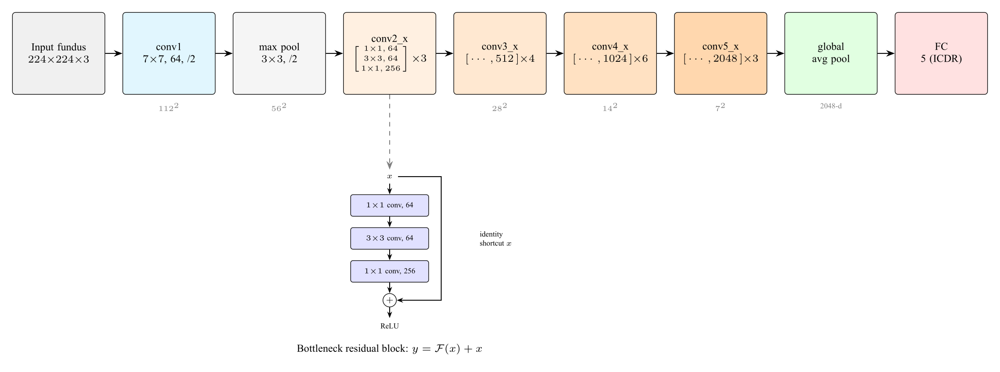 Input fundus
224×224×3
conv1
7×7, 64, /2
max pool
3×3, /2
conv2_x
[ 1×1, 64
3×3, 64
1×1, 256 ] ×3
conv3_x
[ ⋯ , 512 ]×4
conv4_x
[ ⋯ , 1024 ]×6
conv5_x
[ ⋯ , 2048 ]×3
global
avg pool
FC
5 (ICDR)
112²
56²
28²
14²
7²
2048-d
x
1×1 conv, 64
3×3 conv, 64
identity
shortcut x
1×1 conv, 256
+
ReLU
Bottleneck residual block: y = ℱ(x) + x